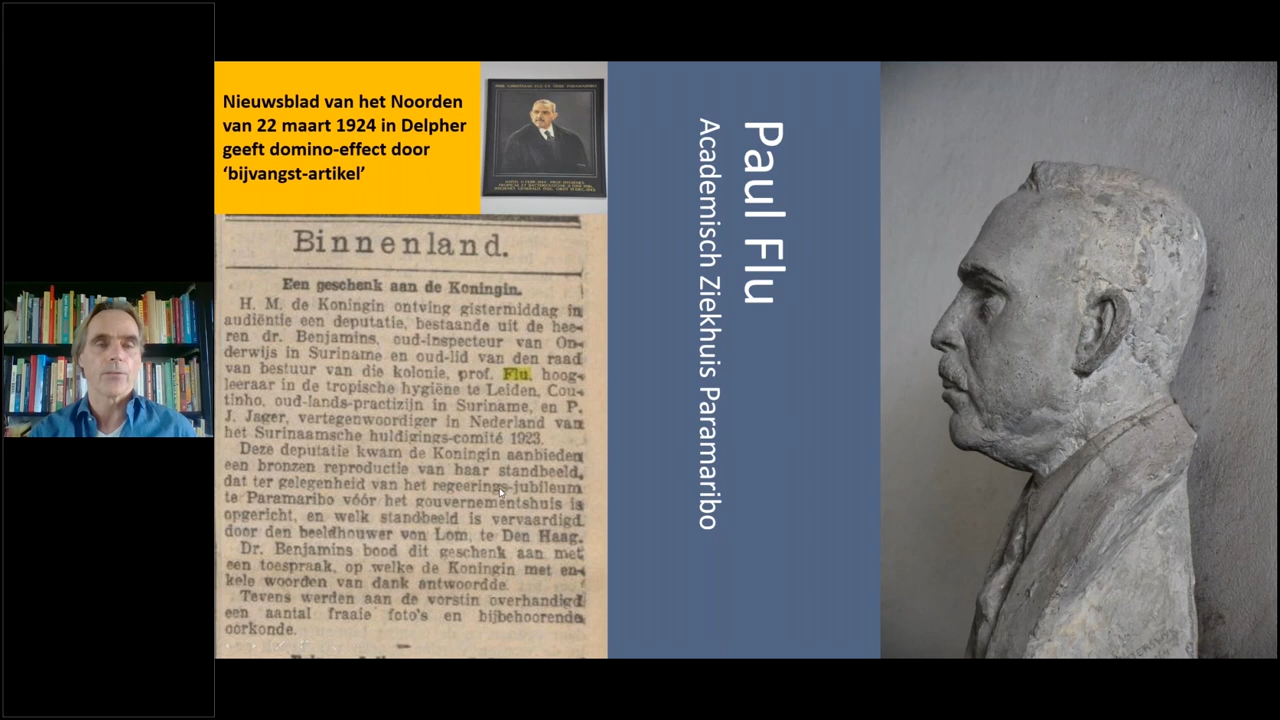 Nieuwsblad van het Noorden
van 22 maart 1924 in Delpher
geeft domino-effect door
‘bijvangst-artikel’
Binnenland.
Een geschenk aan de Koningin.
H. M. de Koningin ontving gistermiddag in
audiëntie een deputatie, bestaande uit de hee-
ren dr. Benjamins, oud-inspecteur van On-
derwijs in Suriname en oud-lid van den raad
van bestuur van die kolonie, prof. Flu, hoog-
leeraar in de tropische hygiëne te Leiden, Cou-
tinho, oud-lands-practizijn in Suriname, en P.
J. Jager, vertegenwoordiger in Nederland van
het Surinaamsche huldigings-comité 1923.
Deze deputatie kwam de Koningin aanbieden
een bronzen reproductie van haar standbeeld,
dat ter gelegenheid van het regeerings-jubileum
te Paramaribo vóór het gouvernementshuis is
opgericht, en welk standbeeld is vervaardigd
door den beeldhouwer von Lom, te Den Haag.
Dr. Benjamins bood dit geschenk aan met
een toespraak, op welke de Koningin met en-
kele woorden van dank antwoordde.
Tevens werden aan de vorstin overhandigd
een aantal fraaie foto's en bijbehoorende
oorkonde.
Paul Flu
Academisch Ziekhuis Paramaribo